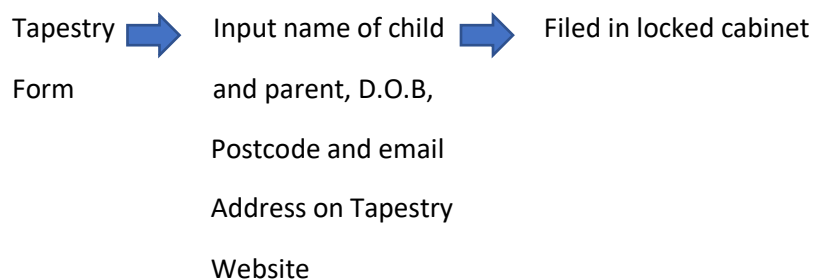 Tapestry Input name of child Filed in locked cabinet
Form and parent, D.O.B,
Postcode and email
Address on Tapestry
Website